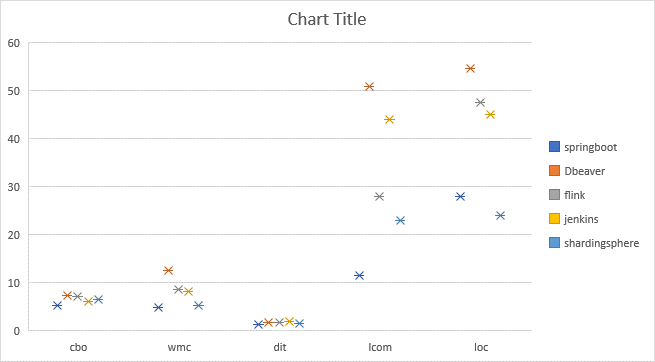 Chart Title
60
50
40
30
20
10
0
cbo wmc dit lcom loc
springboot
Dbeaver
flink
jenkins
shardingsphere